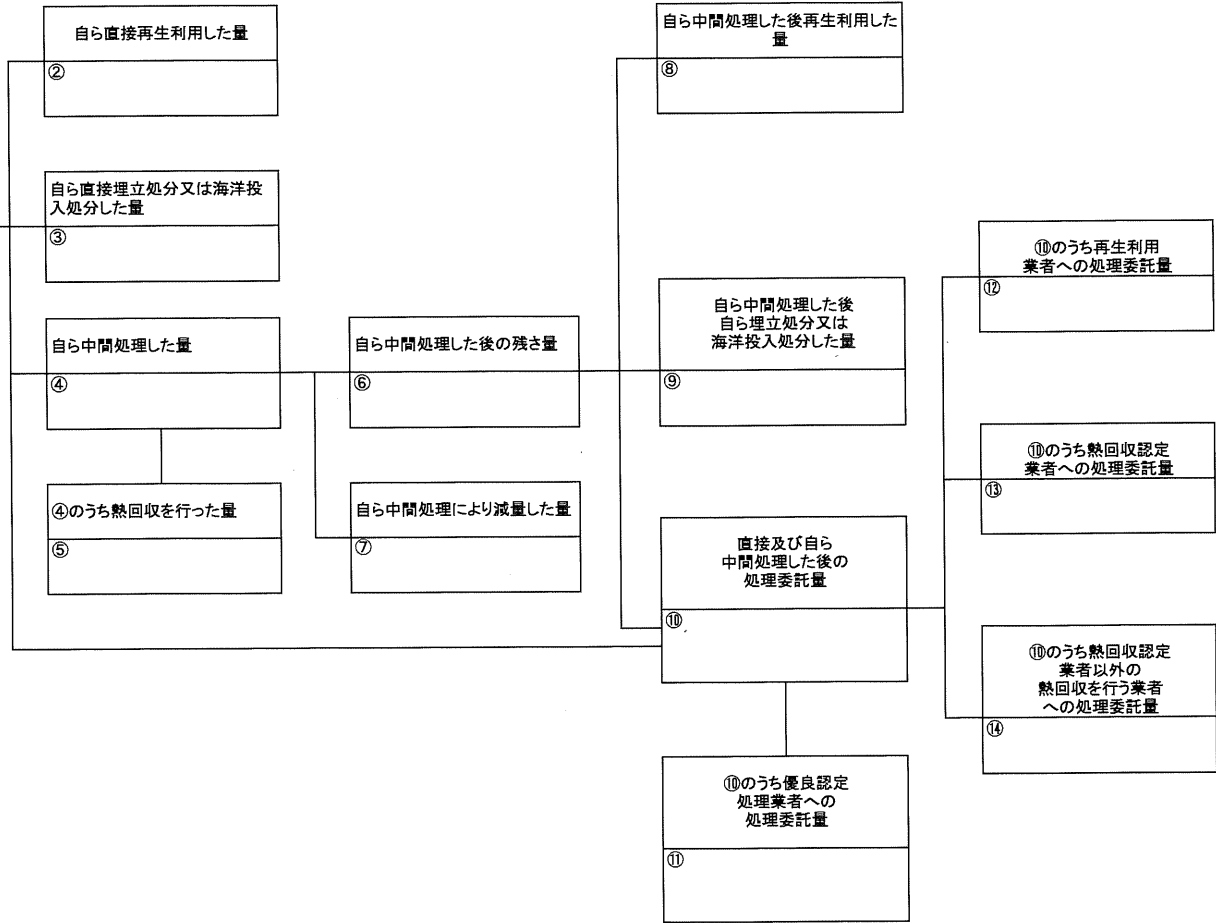 自ら直接再生利用した量
②
自ら直接埋立処分又は海洋投
入処分した量
③
自ら中間処理した量
④
④のうち熱回収を行った量
⑤
自ら中間処理した後の残さ量
⑥
自ら中間処理により減量した量
⑦
自ら中間処理した後再生利用した
量
⑧
自ら中間処理した後
自ら埋立処分又は
海洋投入処分した量
⑨
直接及び自ら
中間処理した後の
処理委託量
⑩
⑩のうち優良認定
処理業者への
処理委託量
⑪
⑩のうち再生利用
業者への処理委託量
⑫
⑩のうち熱回収認定
業者への処理委託量
⑬
⑩のうち熱回収認定
業者以外の
熱回収を行う業者
への処理委託量
⑭